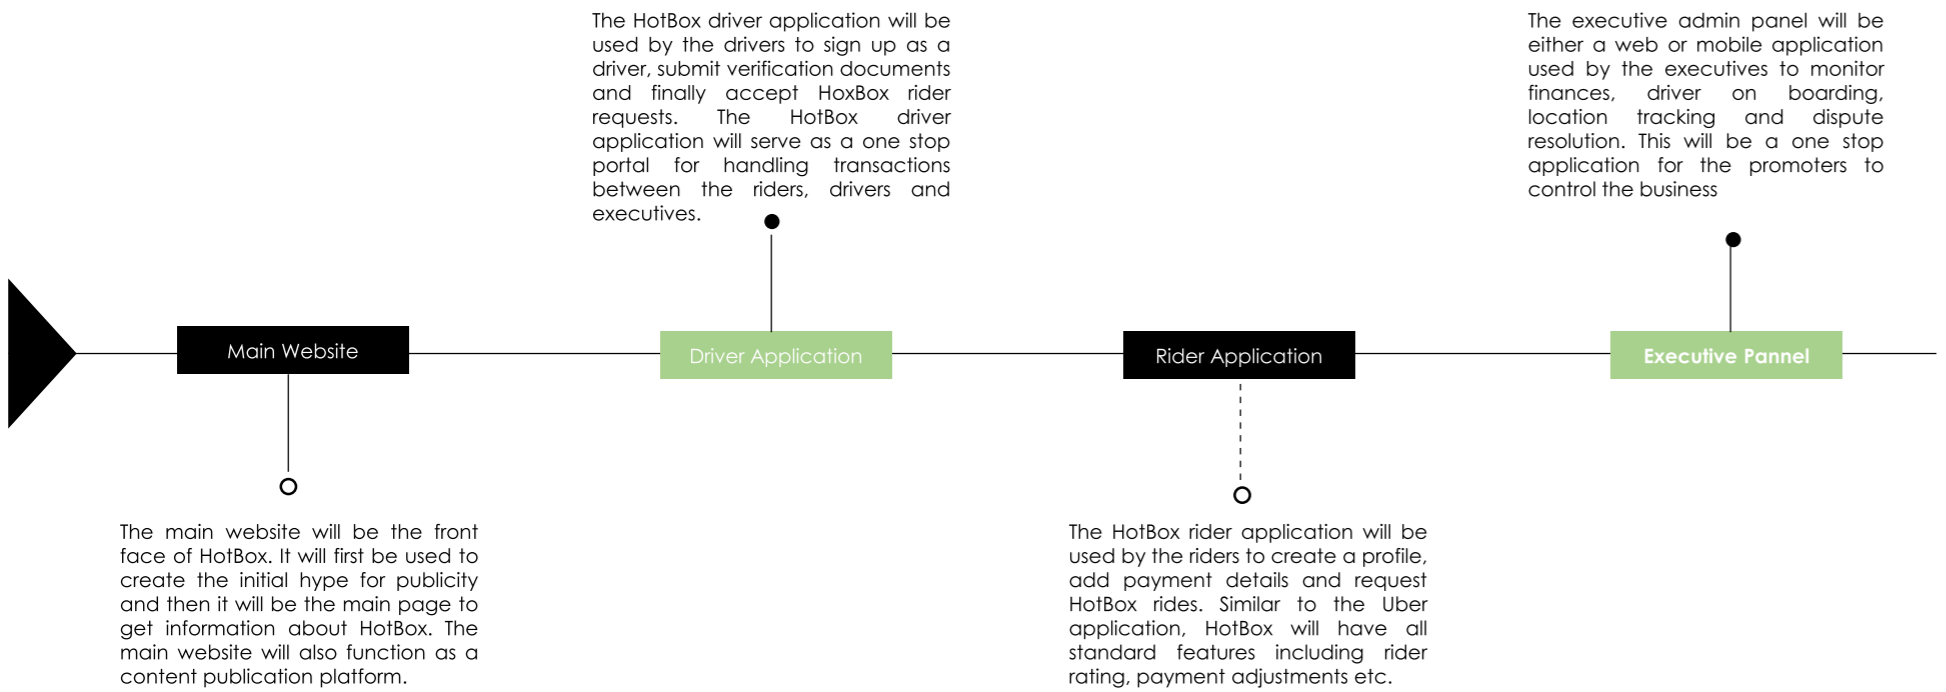 The HotBox driver application will be
used by the drivers to sign up as a
driver, submit verification documents
and finally accept HoxBox rider
requests. The HotBox driver
application will serve as a one stop
portal for handling transactions
between the riders, drivers and
executives.
The executive admin panel will be
either a web or mobile application
used by the executives to monitor
finances, driver on boarding,
location tracking and dispute
resolution. This will be a one stop
application for the promoters to
control the business
Main Website
Driver Application
Rider Application
Executive Pannel
The main website will be the front
face of HotBox. It will first be used to
create the initial hype for publicity
and then it will be the main page to
get information about HotBox. The
main website will also function as a
content publication platform.
The HotBox rider application will be
used by the riders to create a profile,
add payment details and request
HotBox rides. Similar to the Uber
application, HotBox will have all
standard features including rider
rating, payment adjustments etc.